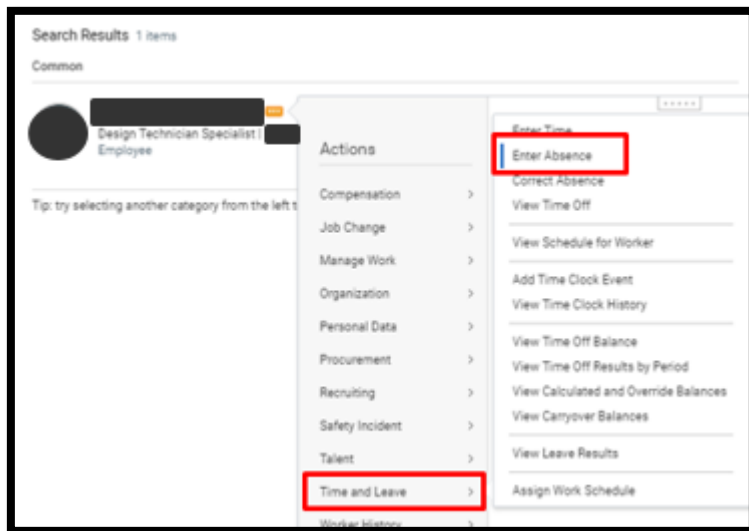 Search Results 1 items
Common
Design Technician Specialist |
Employee
Tip: try selecting another category from the left t
Actions
Compensation
Job Change
Manage Work
Organization
Personal Data
Procurement
Recruiting
Safety Incident
Talent
Time and Leave
Worker History
Enter Time
Enter Absence
Correct Absence
View Time Off
View Schedule for Worker
Add Time Clock Event
View Time Clock History
View Time Off Balance
View Time Off Results by Period
View Calculated and Override Balances
View Carryover Balances
View Leave Results
Assign Work Schedule